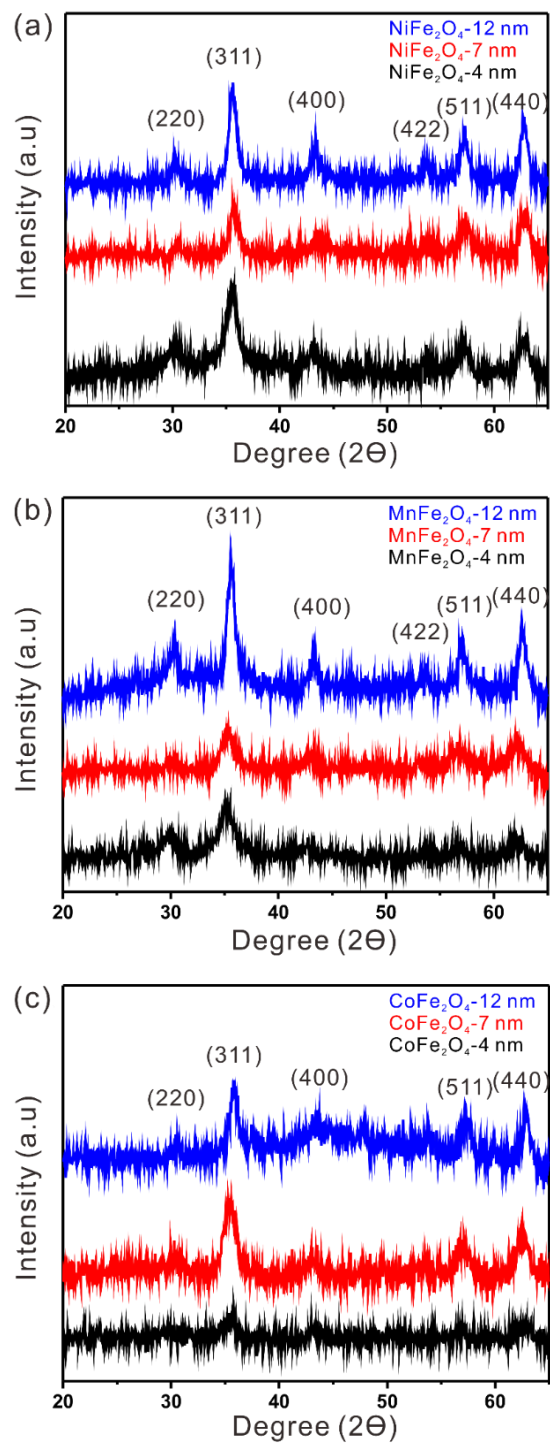 (a)
NiFe₂O₄-12 nm
NiFe₂O₄-7 nm
NiFe₂O₄-4 nm
(311)
(220)
(400)
(422)
(511)
(440)
Intensity (a.u)
20 30 40 50 60
Degree (2Θ)
(b)
MnFe₂O₄-12 nm
MnFe₂O₄-7 nm
MnFe₂O₄-4 nm
(311)
(220)
(400)
(422)
(511)
(440)
Intensity (a.u)
20 30 40 50 60
Degree (2Θ)
(c)
CoFe₂O₄-12 nm
CoFe₂O₄-7 nm
CoFe₂O₄-4 nm
(311)
(220)
(400)
(511)
(440)
Intensity (a.u)
20 30 40 50 60
Degree (2Θ)